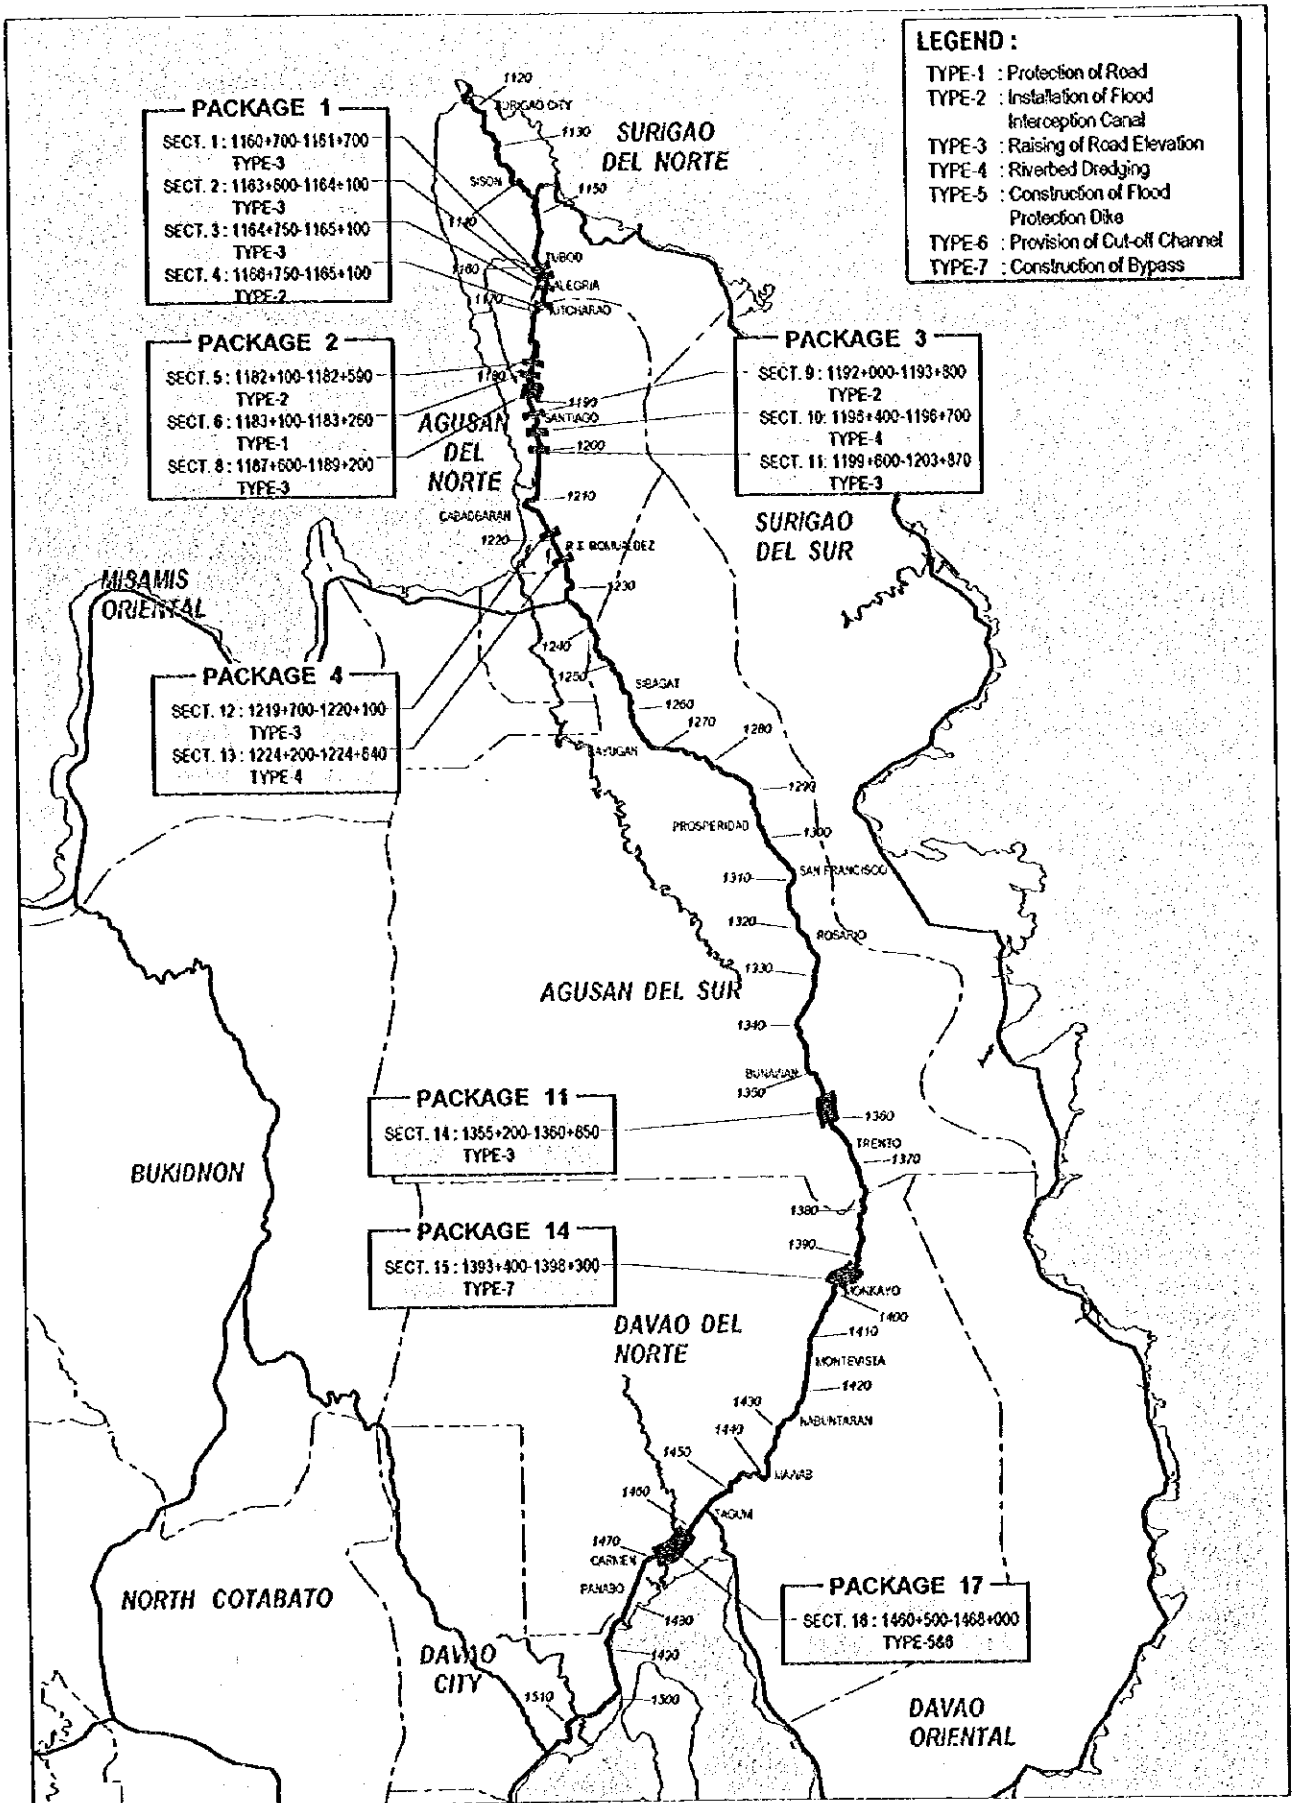 LEGEND :
TYPE-1 : Protection of Road
TYPE-2 : Installation of Flood
Interception Canal
TYPE-3 : Raising of Road Elevation
TYPE-4 : Riverbed Dredging
TYPE-5 : Construction of Flood
Protection Dike
TYPE-6 : Provision of Cut-off Channel
TYPE-7 : Construction of Bypass
PACKAGE 1
SECT. 1 : 1160+700-1161+700
TYPE-3
SECT. 2 : 1163+600-1164+100
TYPE-3
SECT. 3 : 1164+750-1165+100
TYPE-3
SECT. 4 : 1166+750-1165+100
TYPE-2
PACKAGE 2
SECT. 5 : 1182+100-1182+590
TYPE-2
SECT. 6 : 1183+100-1183+260
TYPE-1
SECT. 8 : 1187+600-1189+200
TYPE-3
PACKAGE 3
SECT. 9 : 1192+000-1193+800
TYPE-2
SECT. 10: 1195+400-1196+700
TYPE-4
SECT. 11 : 1199+600-1203+870
TYPE-3
PACKAGE 4
SECT. 12 : 1219+700-1220+100
TYPE-3
SECT. 13 : 1224+200-1224+640
TYPE-4
PACKAGE 11
SECT. 14 : 1355+200-1360+850
TYPE-3
PACKAGE 14
SECT. 15 : 1393+400-1398+300
TYPE-7
PACKAGE 17
SECT. 16 : 1460+500-1468+000
TYPE-5&6
1120
SURIGAO CITY
1130
SURIGAO
DEL NORTE
SISON
1150
1140
TUBOD
1160
ALEGRIA
1170
KITCHARAO
1180
1190
SANTIAGO
AGUSAN
DEL
NORTE
1200
1210
CABADBARAN
1220
R.T. ROMUALDEZ
SURIGAO
DEL SUR
MISAMIS
ORIENTAL
1230
1240
1250
SIBAGAT
1260
1270
1280
BAYUGAN
1290
PROSPERIDAD
1300
SAN FRANCISCO
1310
1320
ROSARIO
1330
AGUSAN DEL SUR
1340
BUNAWAN
1350
1360
TRENTO
1370
BUKIDNON
1380
1390
MONKAYO
1400
DAVAO DEL
NORTE
1410
MONTEVISTA
1420
1430
NABUNTARAN
1440
1450
MAWAB
1460
TAGUM
1470
CARMEN
PANABO
NORTH COTABATO
1480
1490
DAVAO
CITY
1510
DAVAO
ORIENTAL